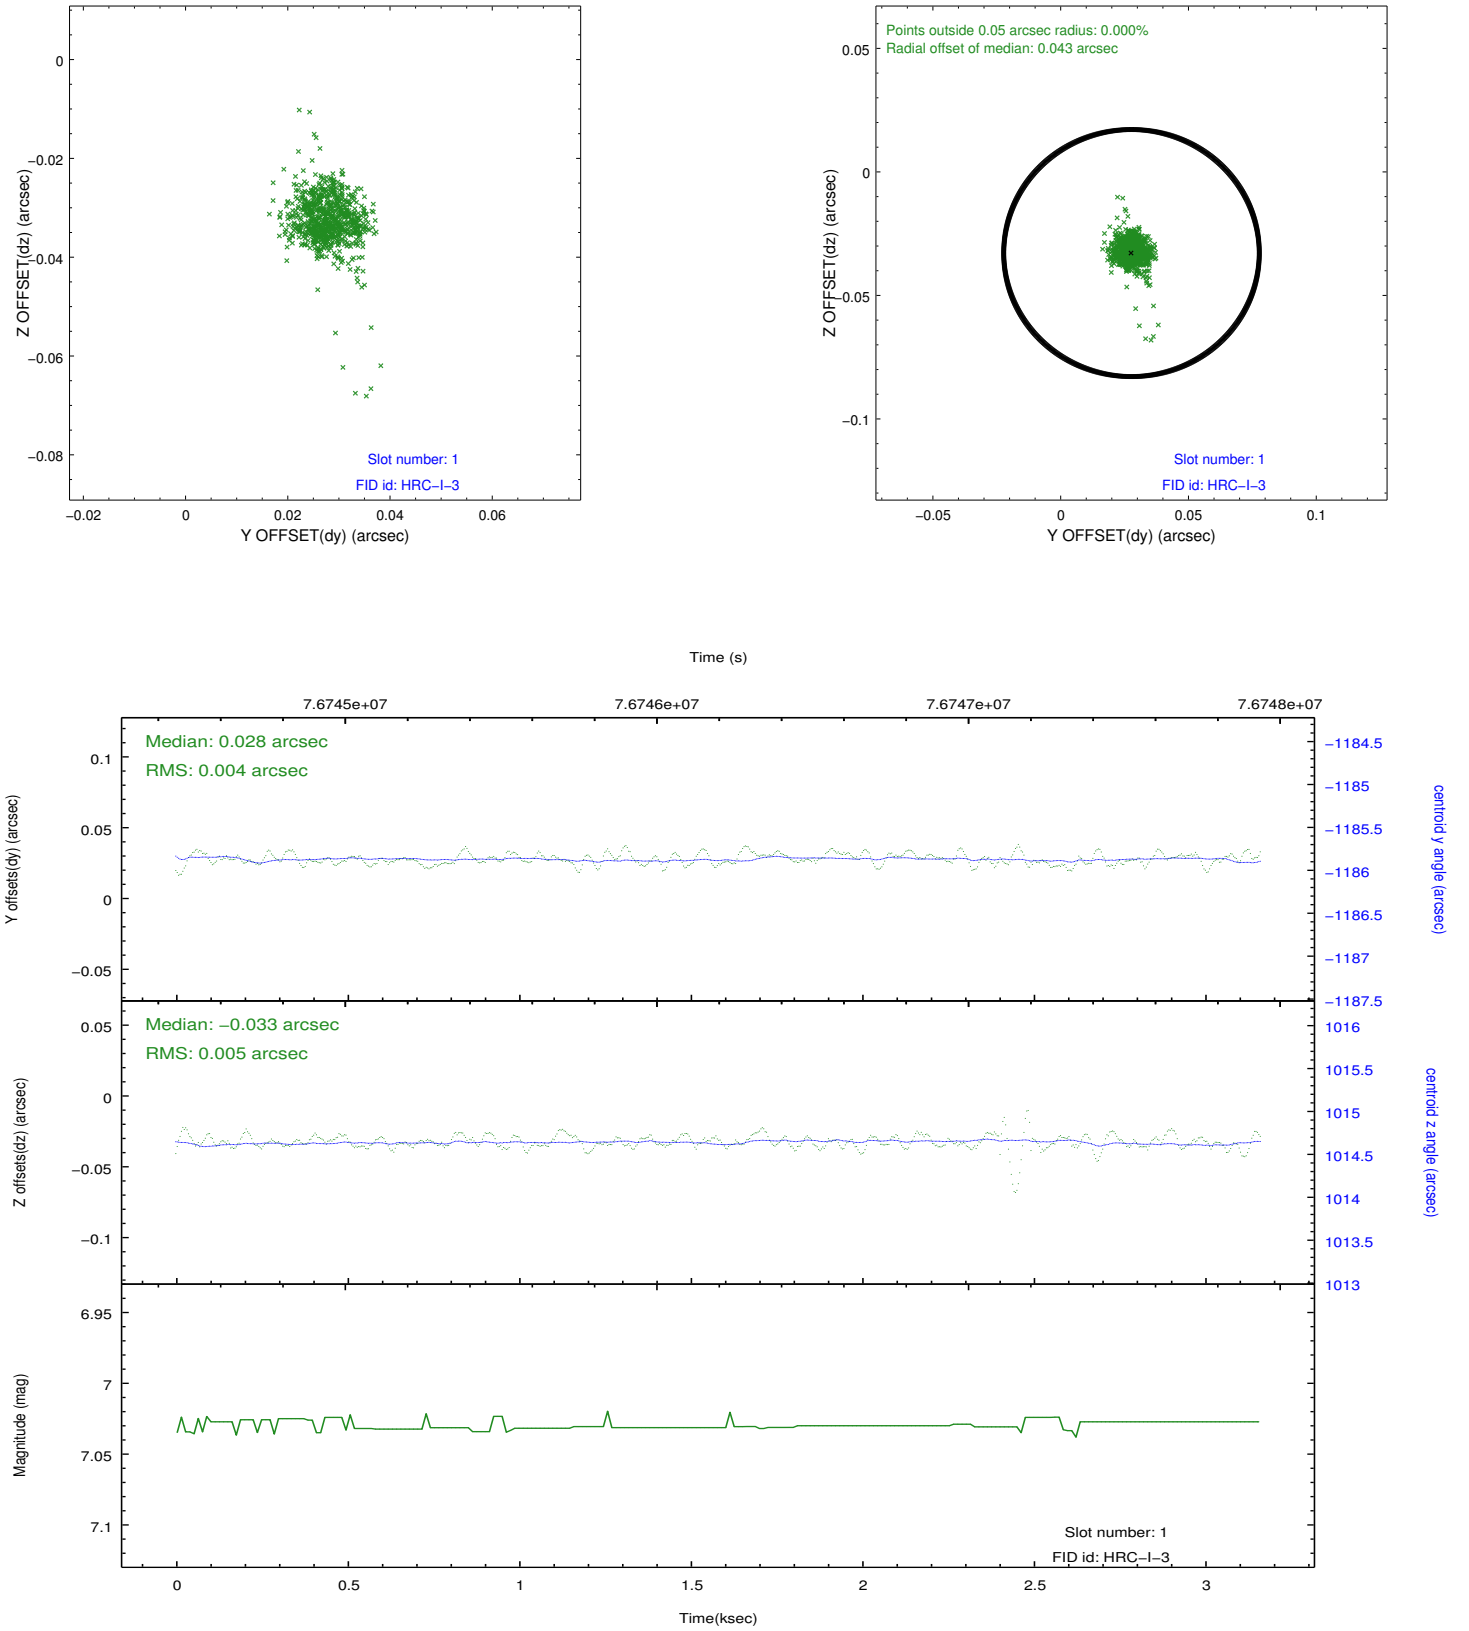 0
−0.02
−0.04
−0.06
−0.08
Z OFFSET(dz) (arcsec)
Slot number: 1
FID id: HRC−I−3
−0.02
0
0.02
0.04
0.06
Y OFFSET(dy) (arcsec)
Points outside 0.05 arcsec radius: 0.000%
Radial offset of median: 0.043 arcsec
0.05
0
−0.05
−0.1
Z OFFSET(dz) (arcsec)
Slot number: 1
FID id: HRC−I−3
−0.05
0
0.05
0.1
Y OFFSET(dy) (arcsec)
Time (s)
7.6745e+07
7.6746e+07
7.6747e+07
7.6748e+07
Median: 0.028 arcsec
RMS: 0.004 arcsec
0.1
0.05
0
−0.05
Y offsets(dy) (arcsec)
−1184.5
−1185
−1185.5
−1186
−1186.5
−1187
−1187.5
centroid y angle (arcsec)
Median: −0.033 arcsec
RMS: 0.005 arcsec
0.05
0
−0.05
−0.1
Z offsets(dz) (arcsec)
1016
1015.5
1015
1014.5
1014
1013.5
1013
centroid z angle (arcsec)
6.95
7
7.05
7.1
Magnitude (mag)
Slot number: 1
FID id: HRC−I−3
0
0.5
1
1.5
2
2.5
3
Time(ksec)